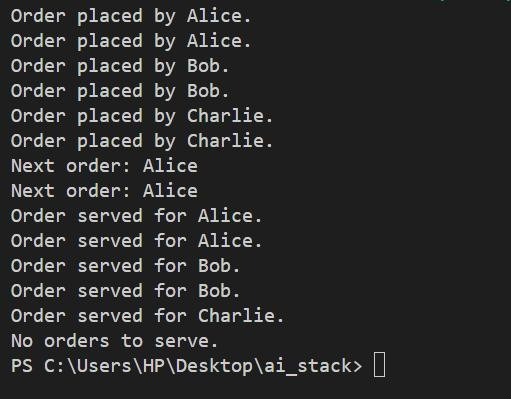 Order placed by Alice.
Order placed by Alice.
Order placed by Bob.
Order placed by Bob.
Order placed by Charlie.
Order placed by Charlie.
Next order: Alice
Next order: Alice
Order served for Alice.
Order served for Alice.
Order served for Bob.
Order served for Bob.
Order served for Charlie.
No orders to serve.
PS C:\Users\HP\Desktop\ai_stack>